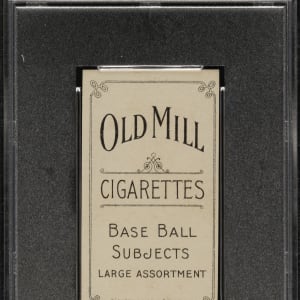 OLD MILL
CIGARETTES
BASE BALL
SUBJECTS
LARGE ASSORTMENT